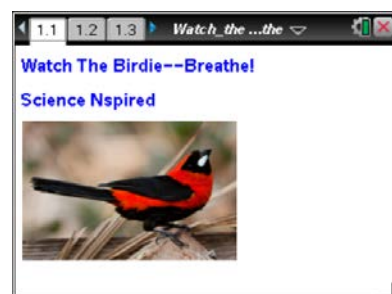 1.1 1.2 1.3 Watch_the ...the
Watch The Birdie--Breathe!
Science Nspired